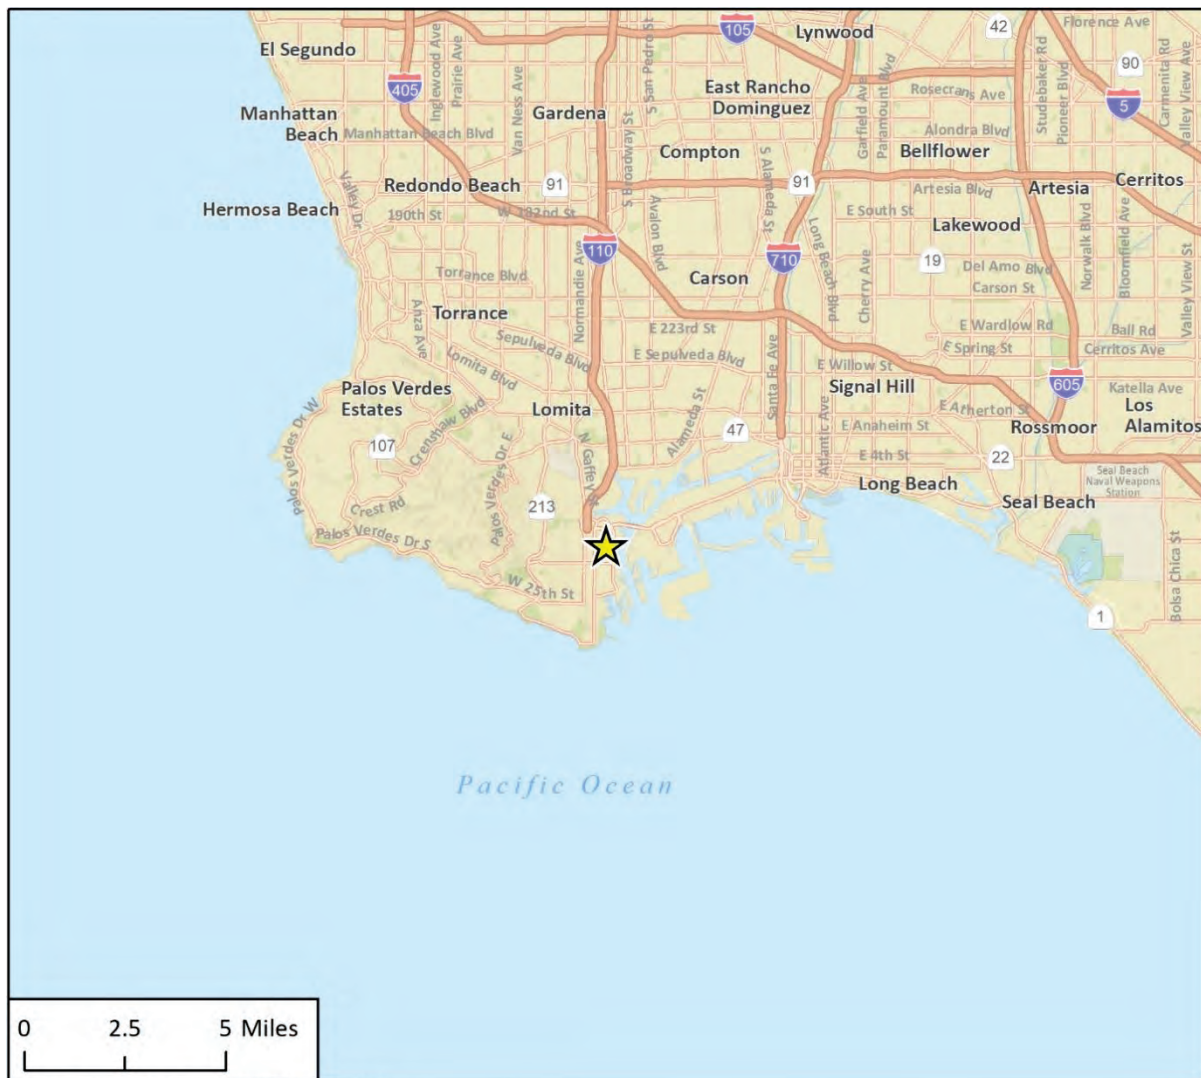 Florence Ave
42
Lynwood
105
El Segundo
Inglewood Ave
Prairie Ave
S San Pedro St
Studebaker Rd
Pioneer Blvd
90
Carmenita Rd
Valley View Ave
405
East Rancho
Dominguez
Garfield Ave
Paramount Blvd
Rosecrans Ave
5
Manhattan
Beach
Gardena
Van Ness Ave
Manhattan Beach Blvd
Alondra Blvd
Compton
S Broadway St
S Alameda St
Bellflower
Redondo Beach
91
91
Artesia Blvd
Artesia
Cerritos
Valley Dr
Hermosa Beach
190th St
W 192nd St
Avalon Blvd
E South St
Lakewood
Norwalk Blvd
Bloomfield Ave
110
710
Long Beach Blvd
Cherry Ave
19
Del Amo Blvd
Torrance Blvd
Normandie Ave
Carson
Carson St
Valley View St
Torrance
Anza Ave
E 223rd St
E Wardlow Rd
Ball Rd
Sepulveda Blvd
E Sepulveda Blvd
Santa Fe Ave
E Spring St
Cerritos Ave
Lomita Blvd
E Willow St
Signal Hill
605
Katella Ave
Palos Verdes
Estates
Lomita
Alameda St
Atlantic Ave
E Atherton St
Los
Alamitos
Palos Verdes Dr W
Crenshaw Blvd
47
E Anaheim St
Rossmoor
107
Palos Verdes Dr E
N Gaffey St
E 4th St
22
Seal Beach
Naval Weapons
Station
Long Beach
Crest Rd
213
Seal Beach
Palos Verdes Dr S
Bolsa Chica St
W 25th St
1
Pacific Ocean
0 2.5 5 Miles